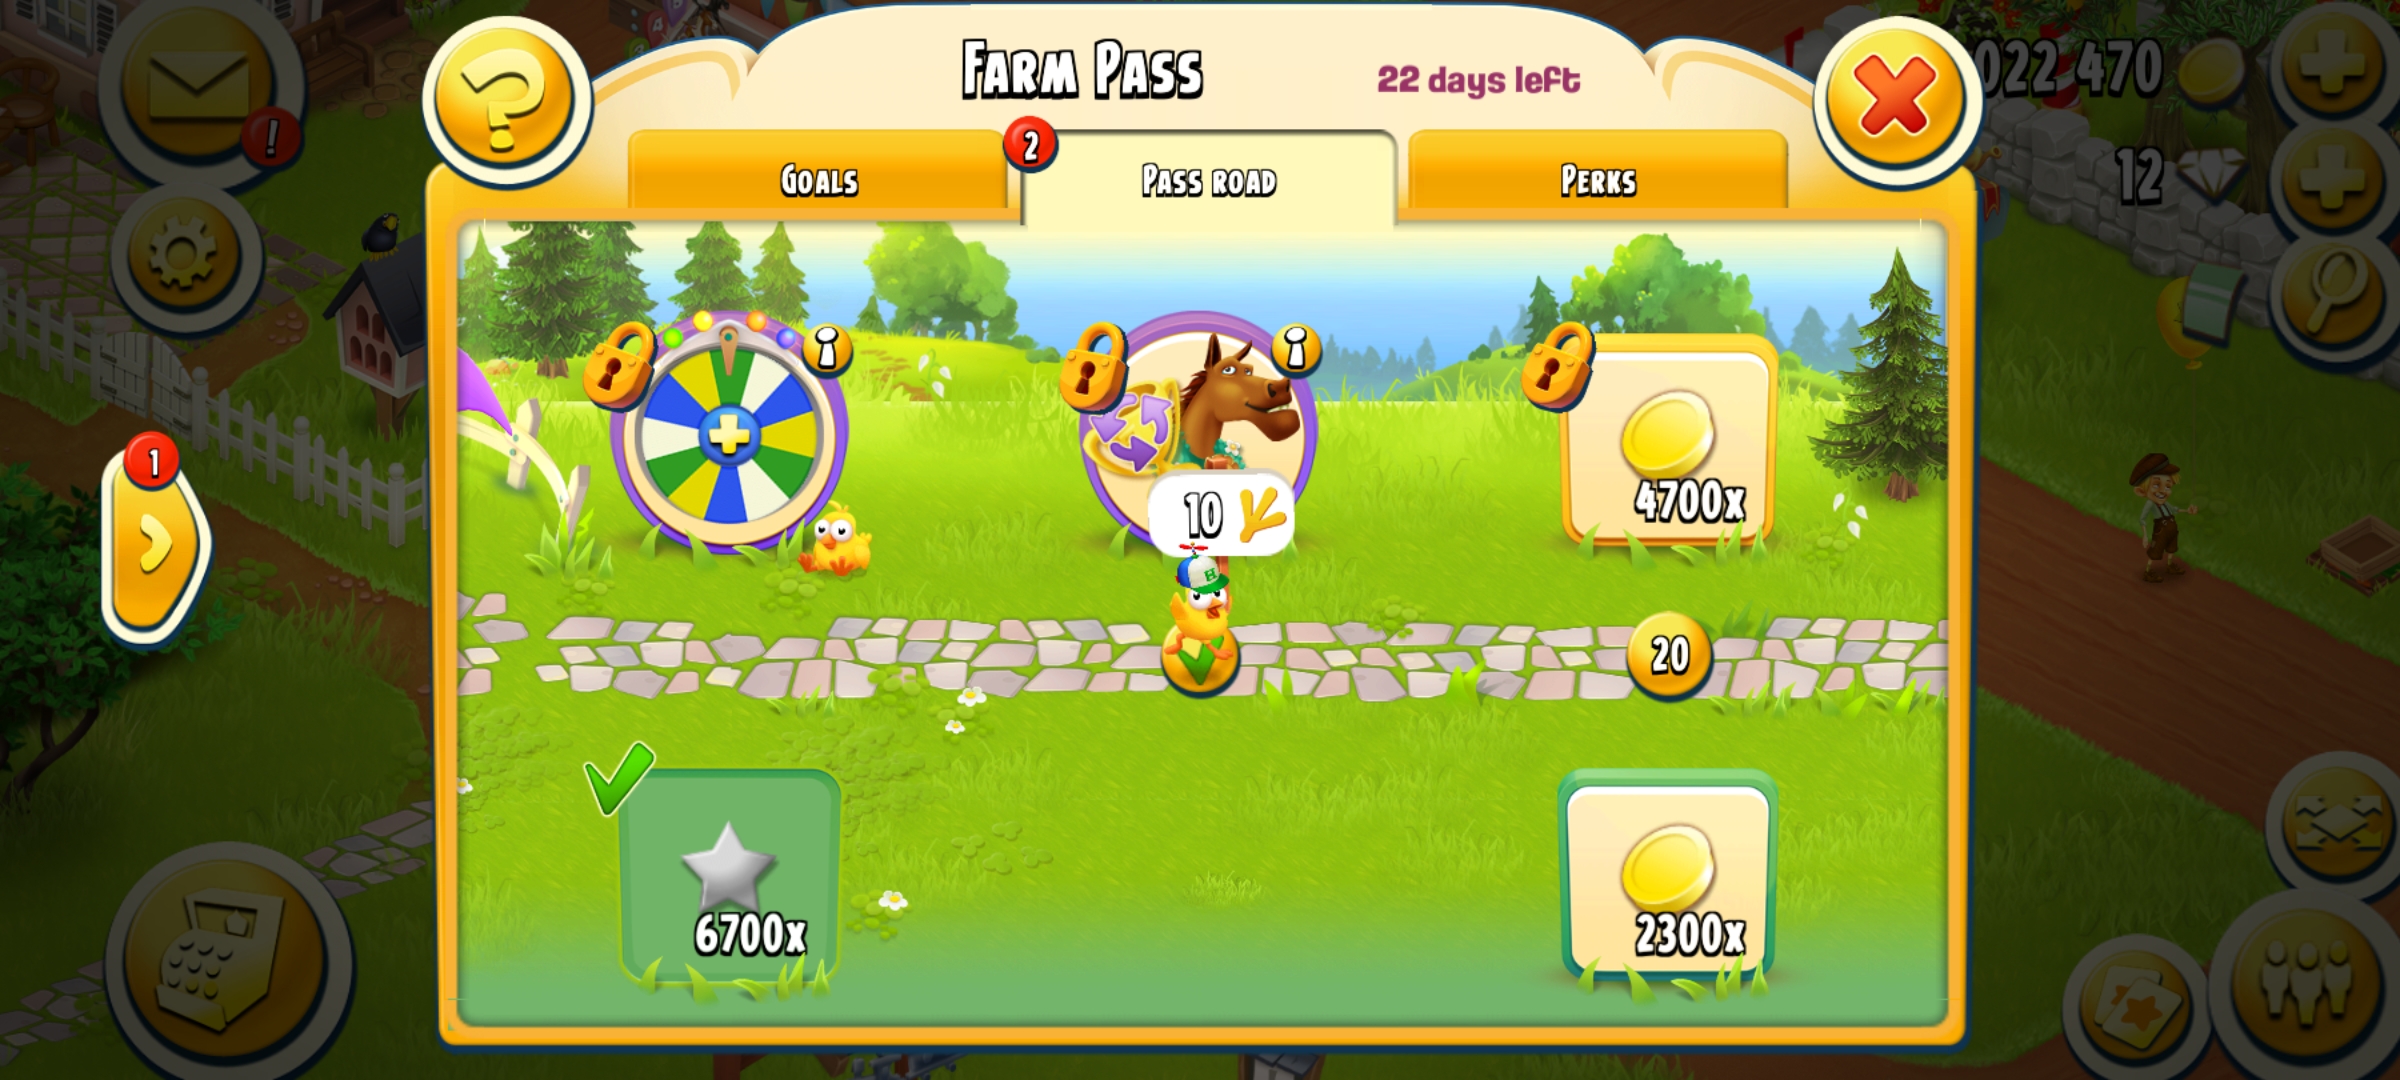 FARM PASS
22 days left
022 470
12
!
GOALS
2
PASS ROAD
PERKS
1
10
4700x
H
20
6700x
2300x